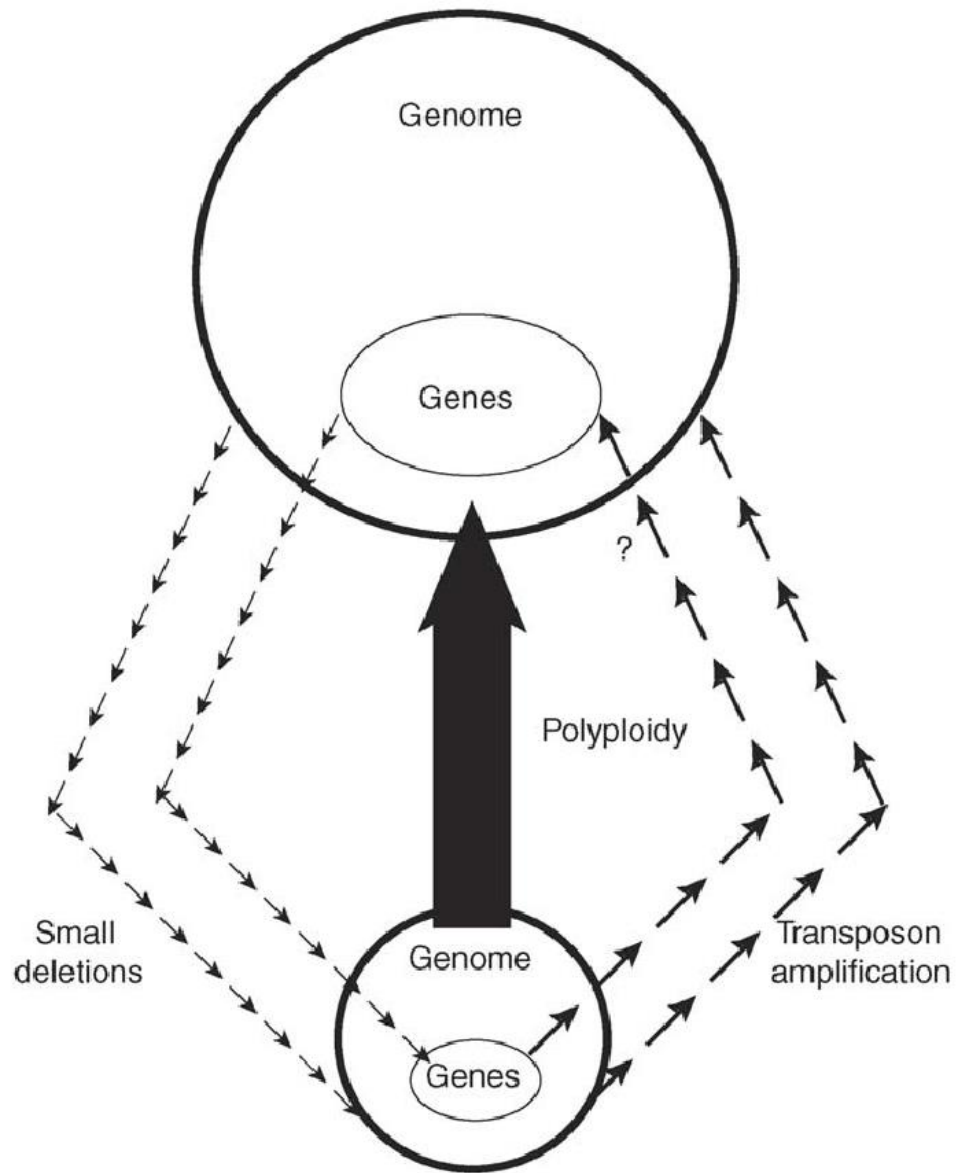 Genome
Genes
?
Polyploidy
Small
deletions
Genome
Transposon
amplification
Genes